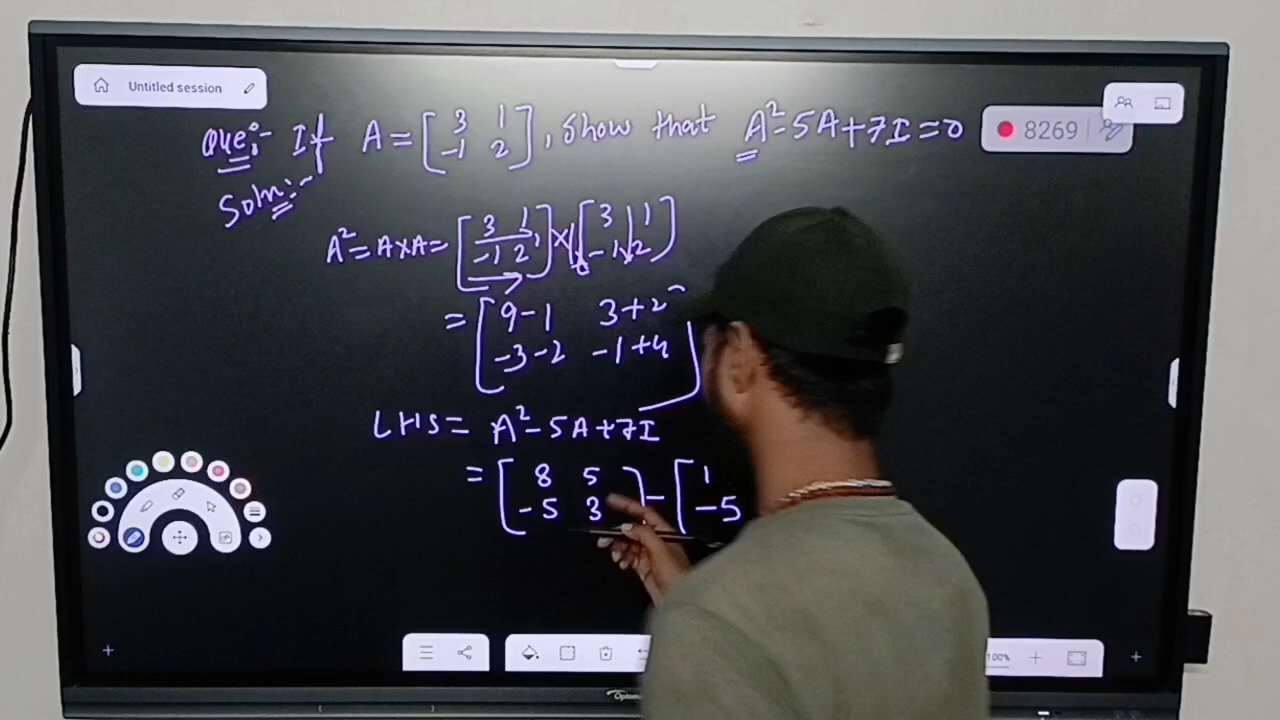 Untitled session
8269
Que:- If A = [ 3 1 -1 2 ], Show that A²-5A+7I=0
Soln:-
A²=A×A= [ 3 1 -1 2 ] × [ 3 1 -1 2 ]
= [ 9-1 3+2
-3-2 -1+4 ]
LHS = A²-5A+7I
= [ 8 5 ] - [ 1
-5 3 -5
100%